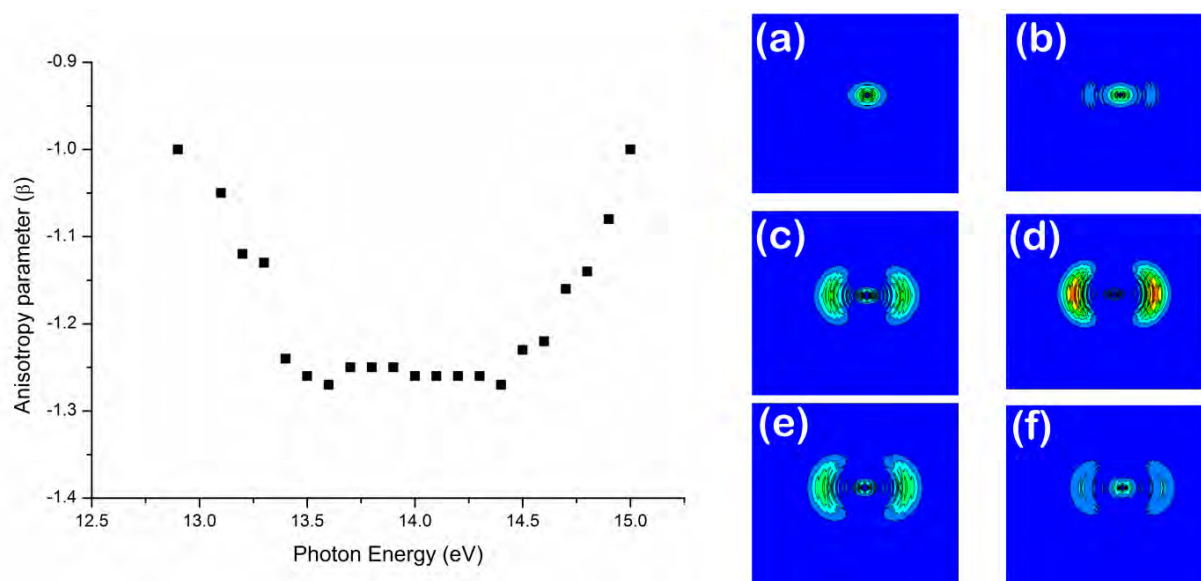 -0.9
-1.0
-1.1
-1.2
-1.3
-1.4
Anisotropy parameter (β)
12.5 13.0 13.5 14.0 14.5 15.0
Photon Energy (eV)
(a) (b)
(c) (d)
(e) (f)